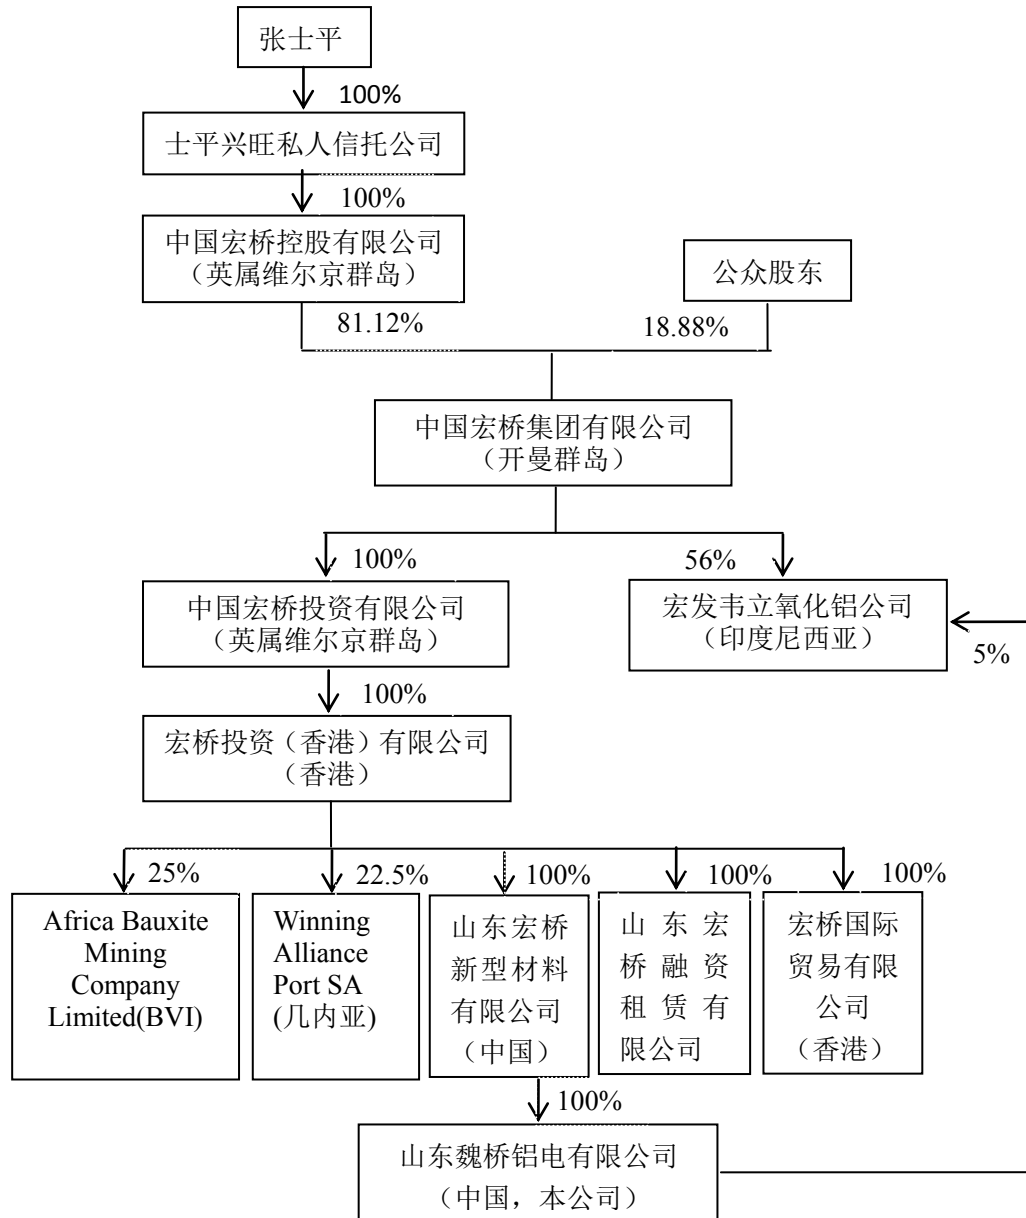 张士平
100%
士平兴旺私人信托公司
100%
中国宏桥控股有限公司
（英属维尔京群岛）
公众股东
81.12%
18.88%
中国宏桥集团有限公司
（开曼群岛）
100%
56%
中国宏桥投资有限公司
（英属维尔京群岛）
宏发韦立氧化铝公司
（印度尼西亚）
5%
100%
宏桥投资（香港）有限公司
（香港）
25%
22.5%
100%
100%
100%
Africa Bauxite
Mining
Company
Limited(BVI)
Winning
Alliance
Port SA
(几内亚)
山东宏桥
新型材料
有限公司
（中国）
山东宏
桥融资
租赁有
限公司
宏桥国际
贸易有限
公司
（香港）
100%
山东魏桥铝电有限公司
（中国，本公司）